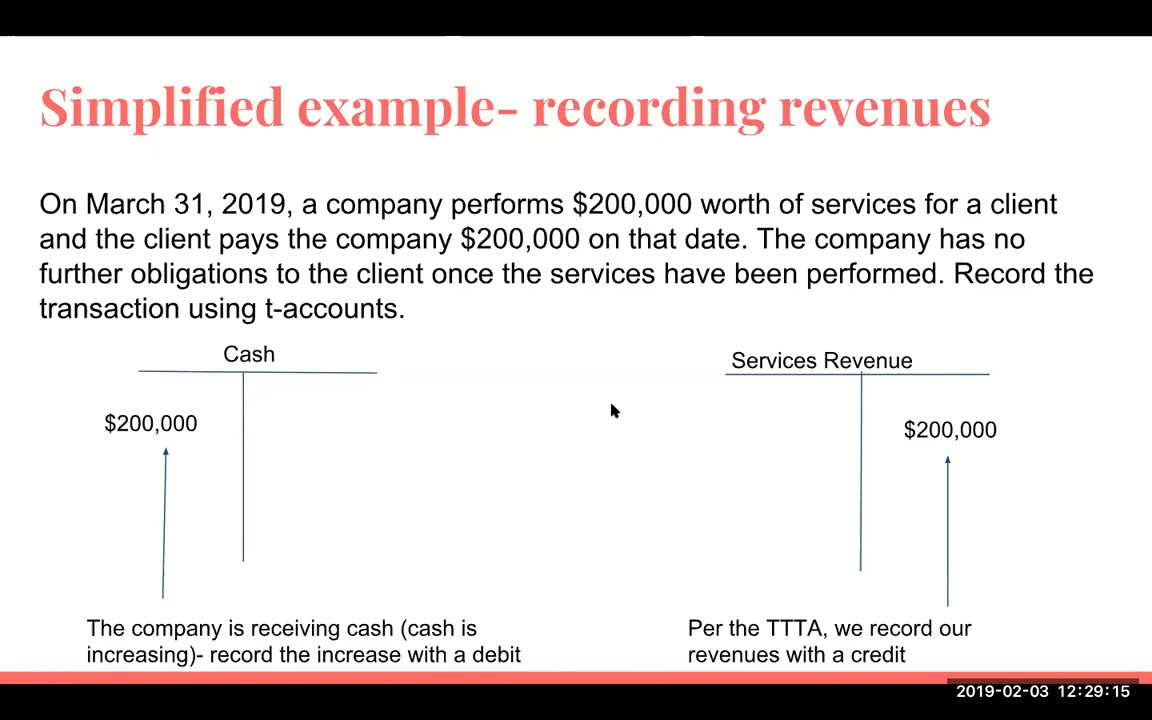 Simplified example- recording revenues
On March 31, 2019, a company performs $200,000 worth of services for a client
and the client pays the company $200,000 on that date. The company has no
further obligations to the client once the services have been performed. Record the
transaction using t-accounts.
Cash
Services Revenue
$200,000
$200,000
The company is receiving cash (cash is
increasing)- record the increase with a debit
Per the TTTA, we record our
revenues with a credit
2019-02-03 12:29:15